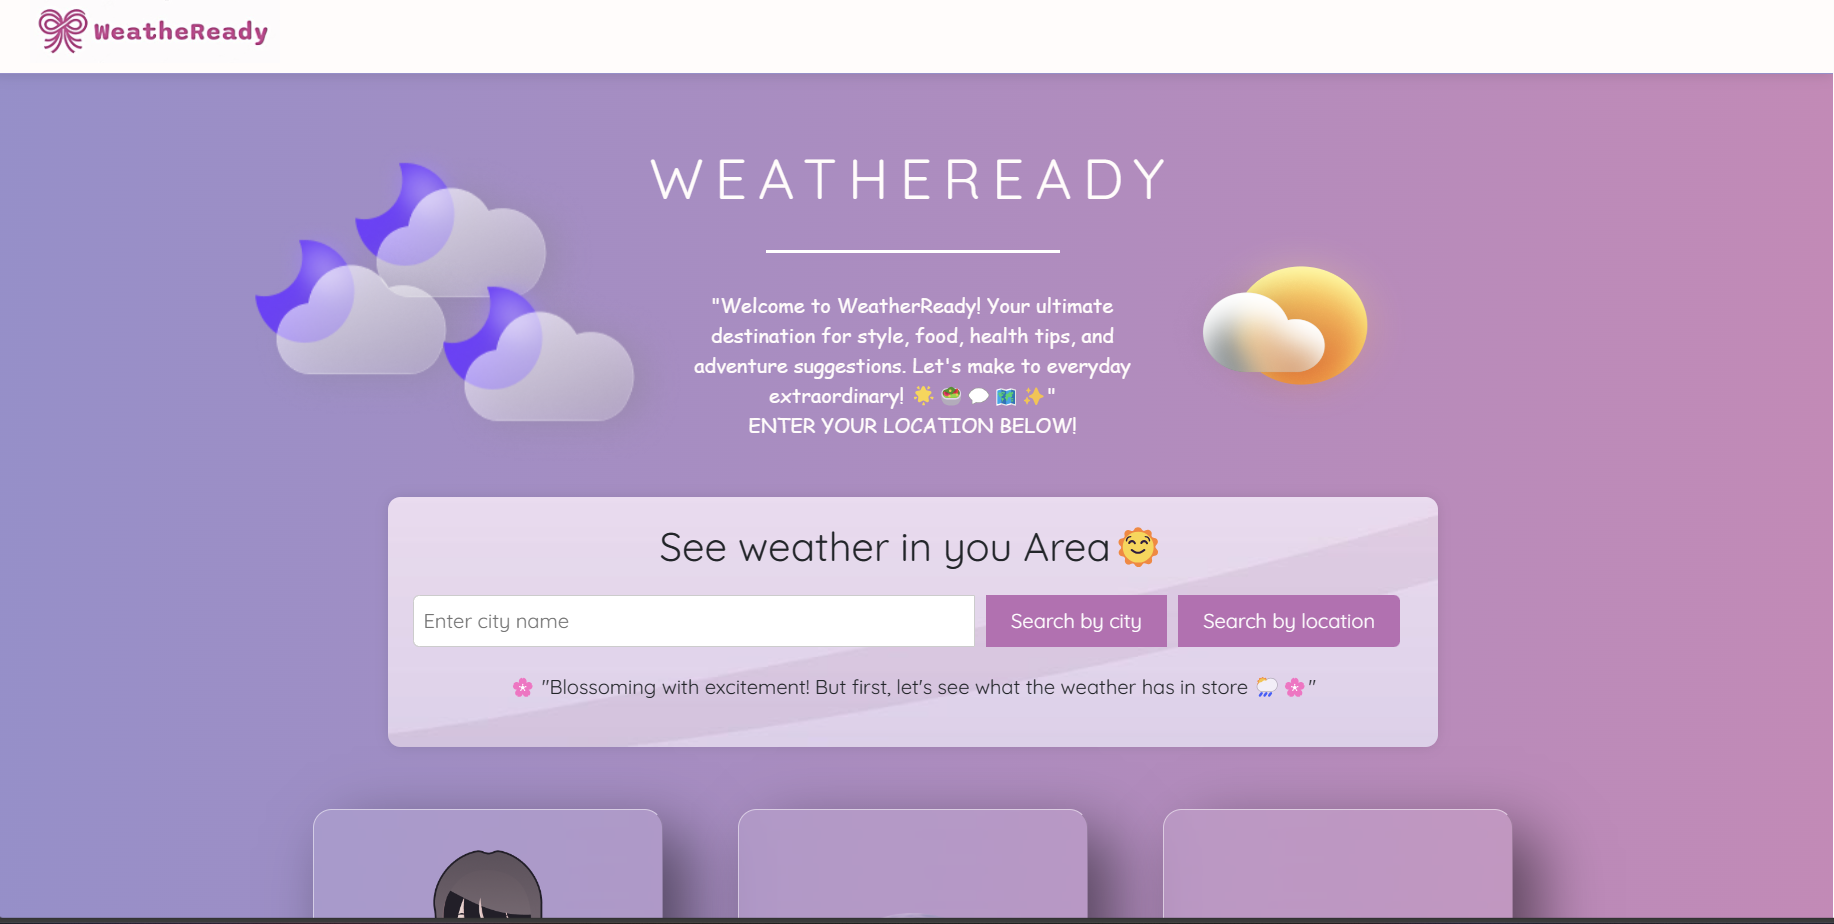 WeatheReady
WEATHEREADY
"Welcome to WeatherReady! Your ultimate
destination for style, food, health tips, and
adventure suggestions. Let's make to everyday
extraordinary! 🌟 🥗 💬 🗺️ ✨"
ENTER YOUR LOCATION BELOW!
See weather in you Area 🌞
Enter city name
Search by city
Search by location
🌸 "Blossoming with excitement! But first, let's see what the weather has in store 🌦️ 🌸"